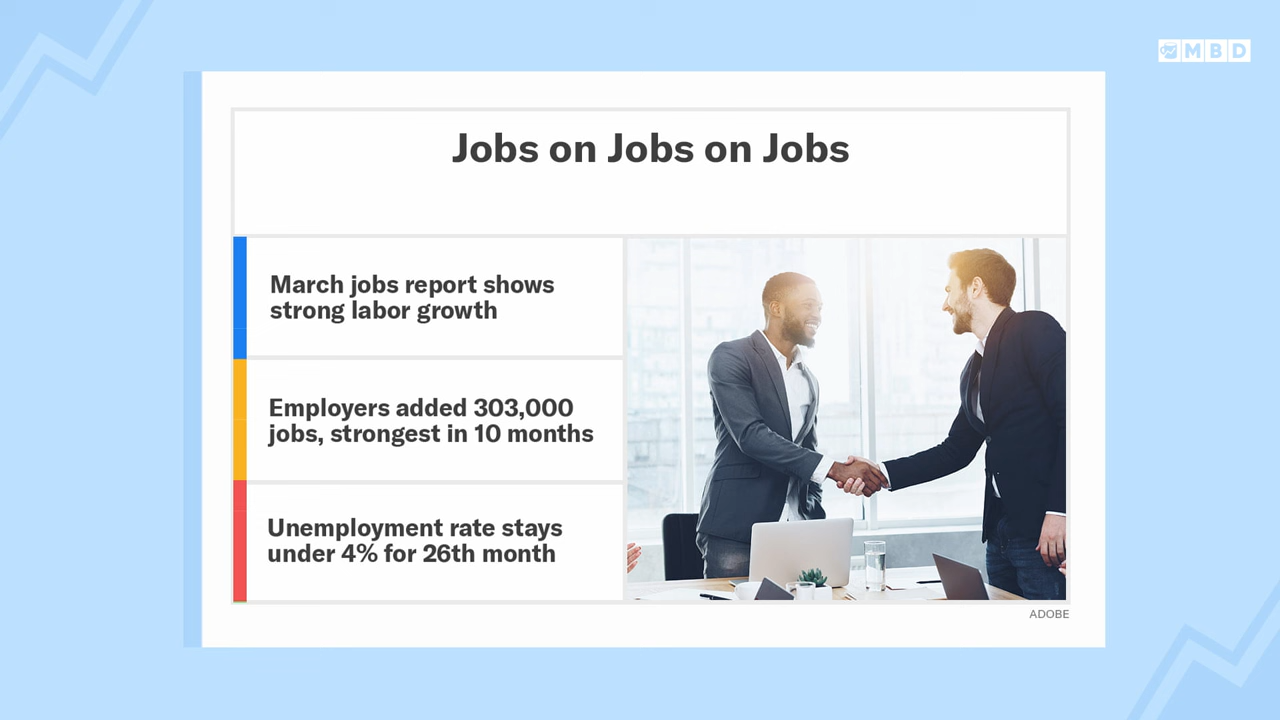 MBD
Jobs on Jobs on Jobs
March jobs report shows
strong labor growth
Employers added 303,000
jobs, strongest in 10 months
Unemployment rate stays
under 4% for 26th month
ADOBE